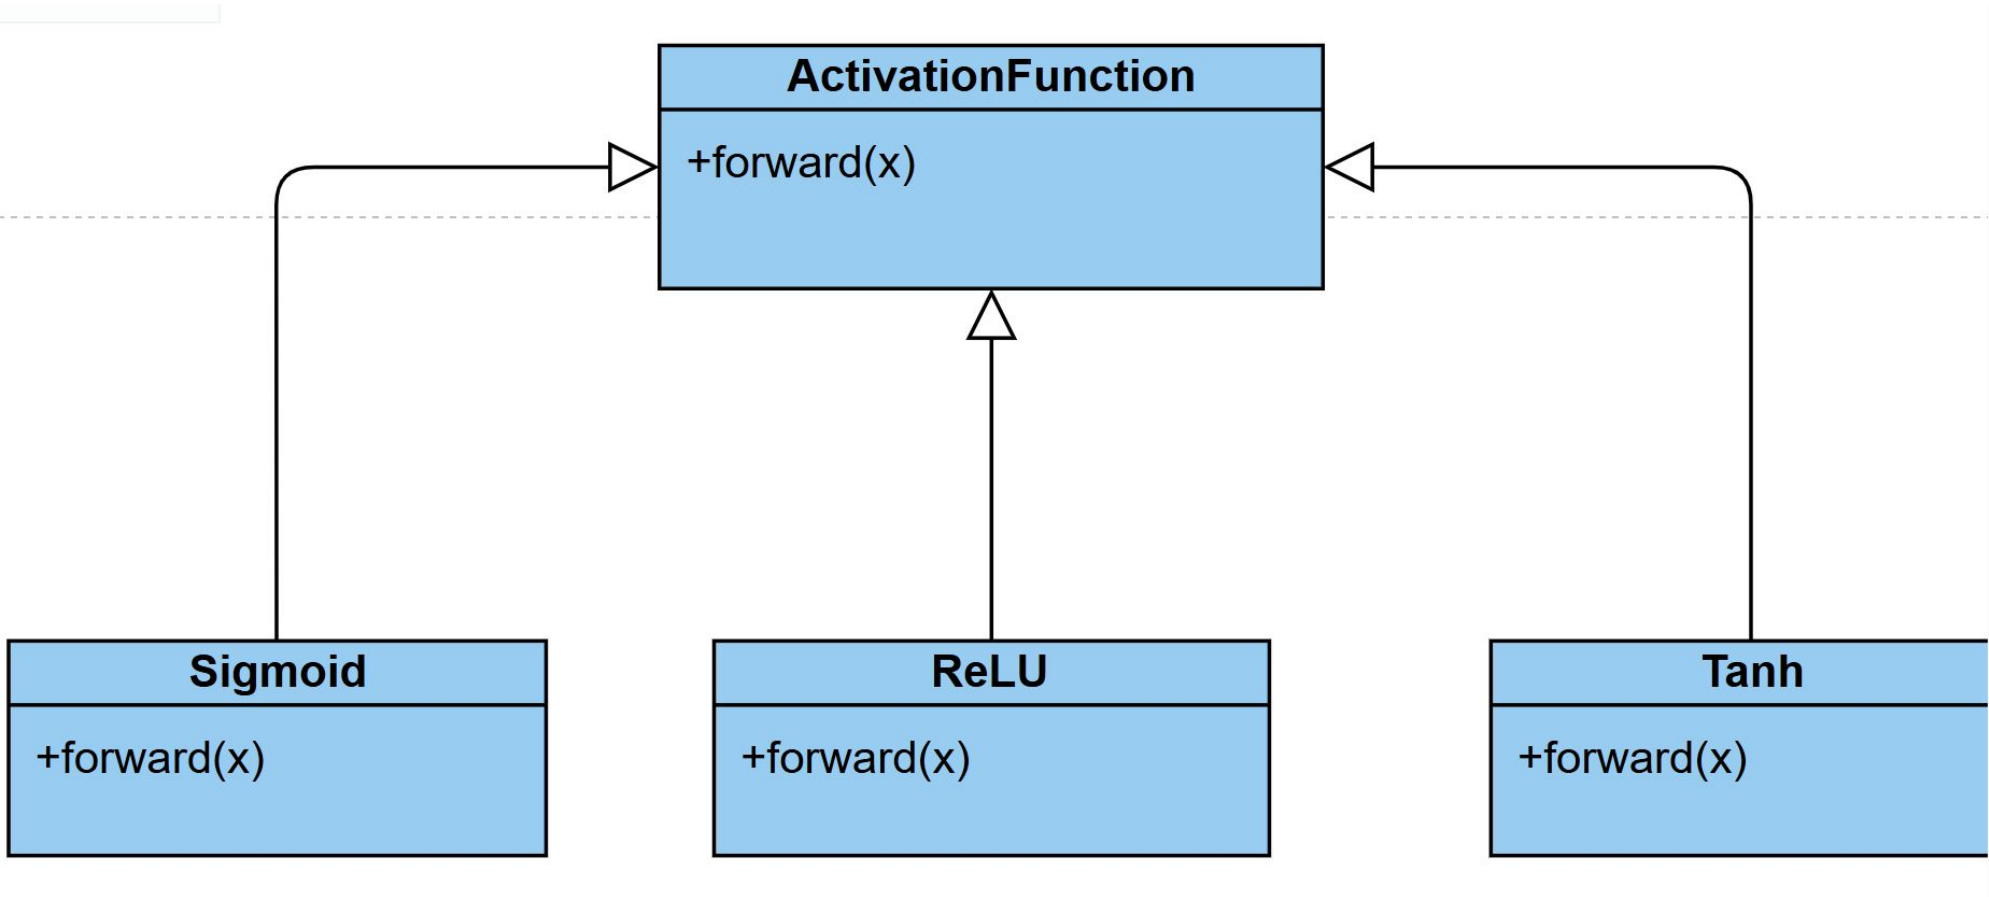 ActivationFunction
+forward(x)
Sigmoid
+forward(x)
ReLU
+forward(x)
Tanh
+forward(x)